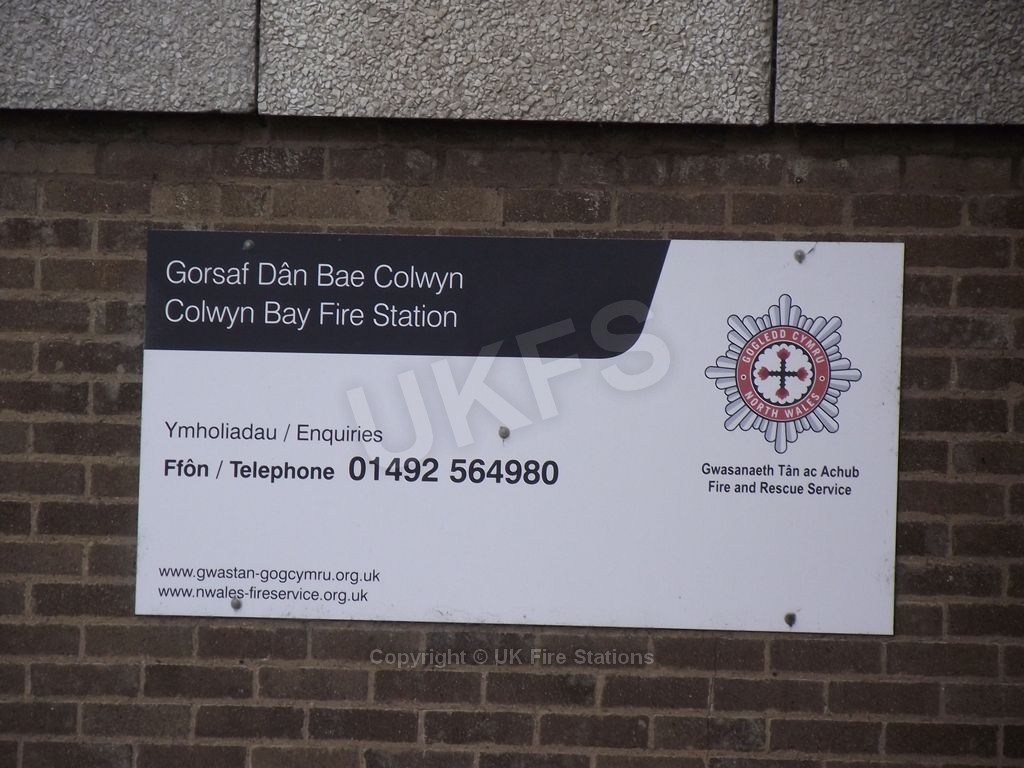 Gorsaf Dân Bae Colwyn
Colwyn Bay Fire Station
UKFS
GOGLEDD CYMRU
NORTH WALES
Ymholiadau / Enquiries
Ffôn / Telephone 01492 564980
Gwasanaeth Tân ac Achub
Fire and Rescue Service
www.gwastan-gogcymru.org.uk
www.nwales-fireservice.org.uk
Copyright © UK Fire Stations